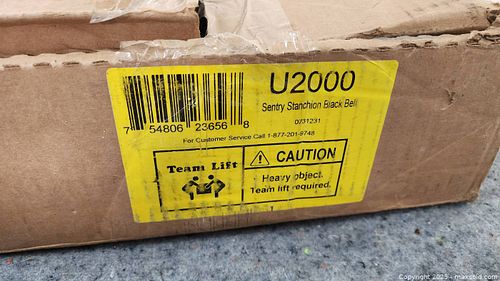 U2000
Sentry Stanchion Black Belt
0731231
7 54806 23656 8
For Customer Service Call 1-877-201-9748
Team Lift
CAUTION
Heavy object.
Team lift required.
Copyright © 2025 - maxsold.com